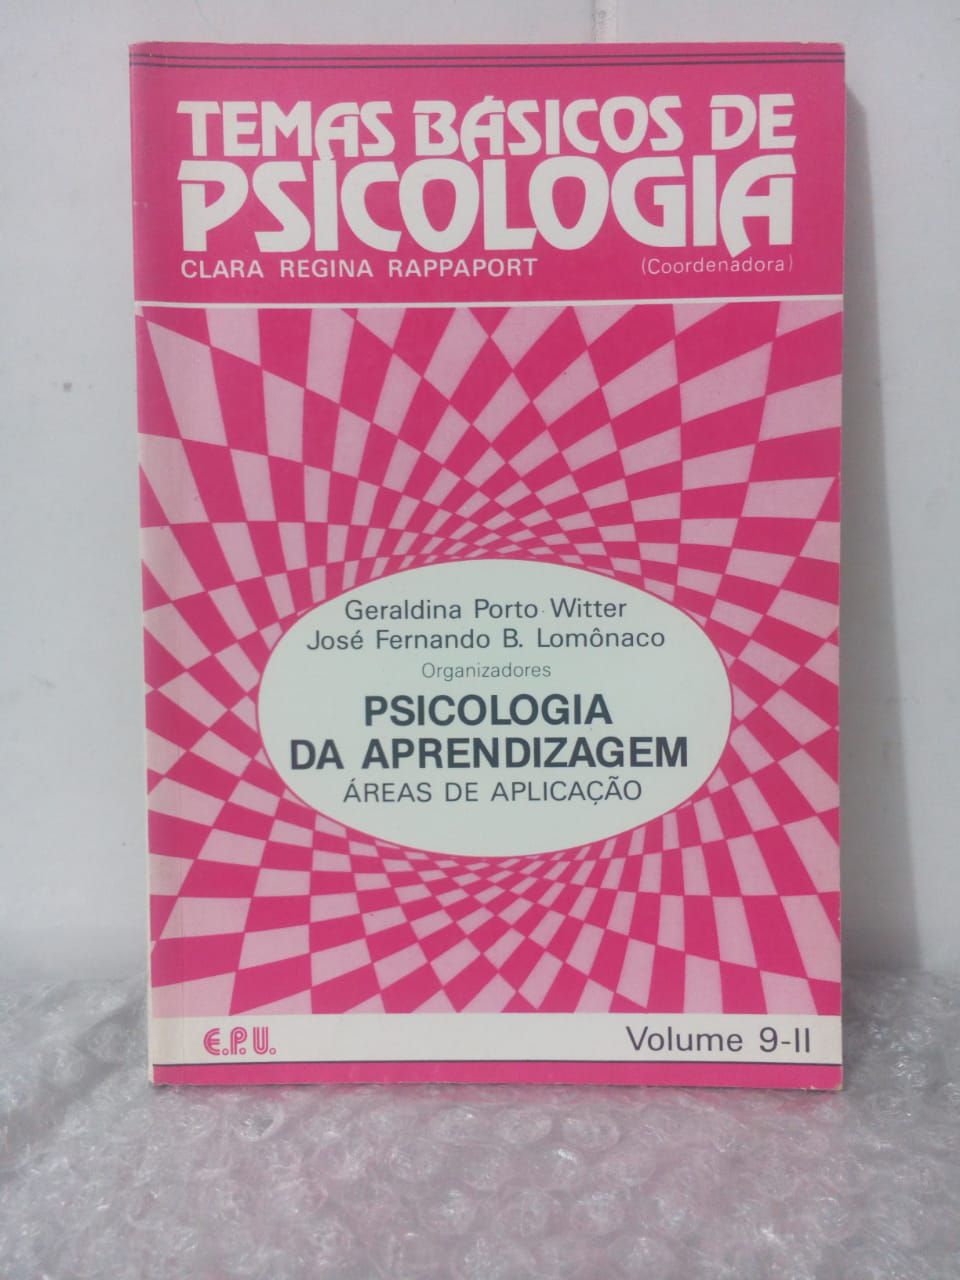 TEMAS BÁSICOS DE
PSICOLOGIA
CLARA REGINA RAPPAPORT (Coordenadora)
Geraldina Porto Witter
José Fernando B. Lomônaco
Organizadores
PSICOLOGIA
DA APRENDIZAGEM
ÁREAS DE APLICAÇÃO
E.P.U. Volume 9-II